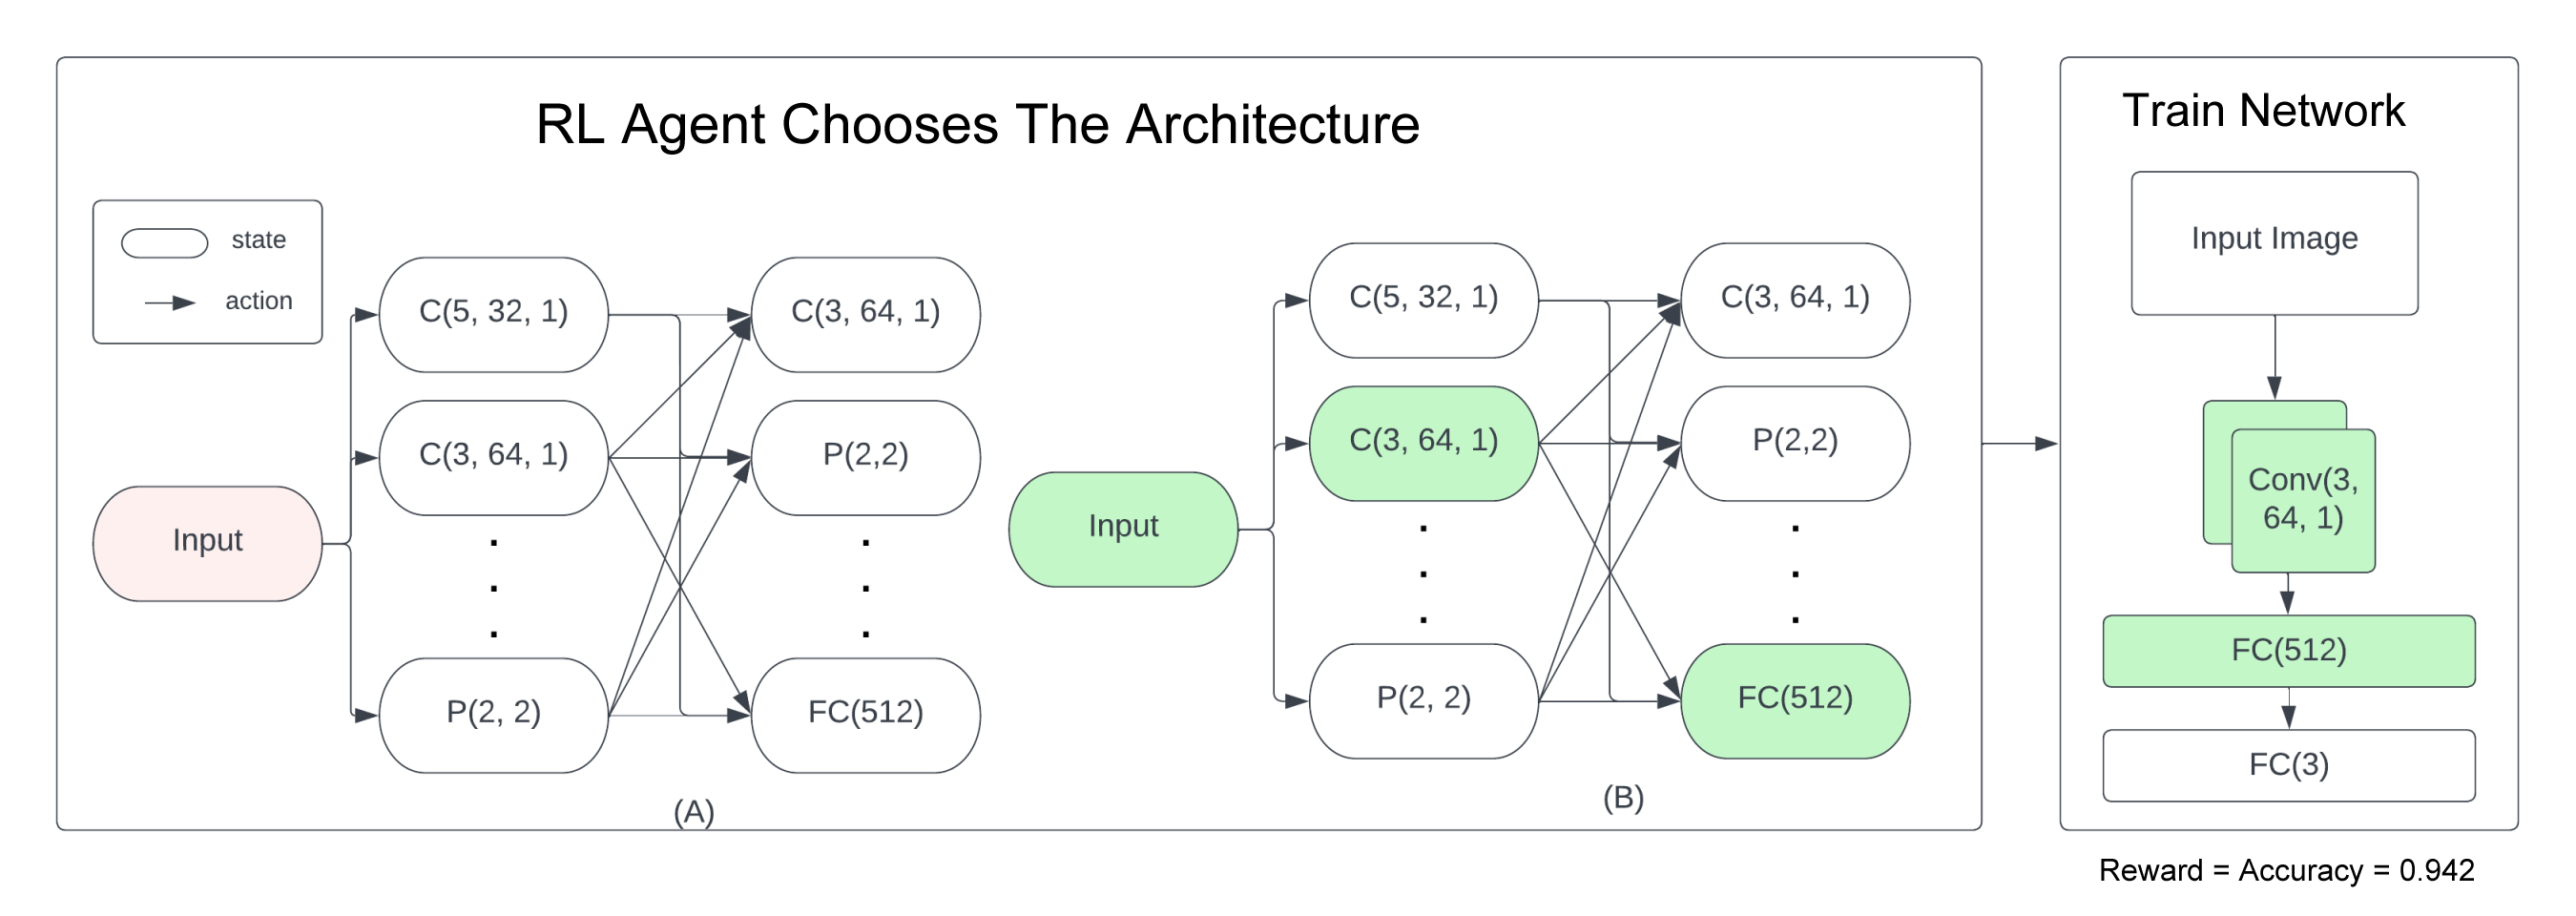 RL Agent Chooses The Architecture
state
action
Input
C(5, 32, 1)
C(3, 64, 1)
.
.
.
P(2, 2)
C(3, 64, 1)
P(2,2)
.
.
.
FC(512)
(A)
Input
C(5, 32, 1)
C(3, 64, 1)
.
.
.
P(2, 2)
C(3, 64, 1)
P(2,2)
.
.
.
FC(512)
(B)
Train Network
Input Image
Conv(3,
64, 1)
FC(512)
FC(3)
Reward = Accuracy = 0.942